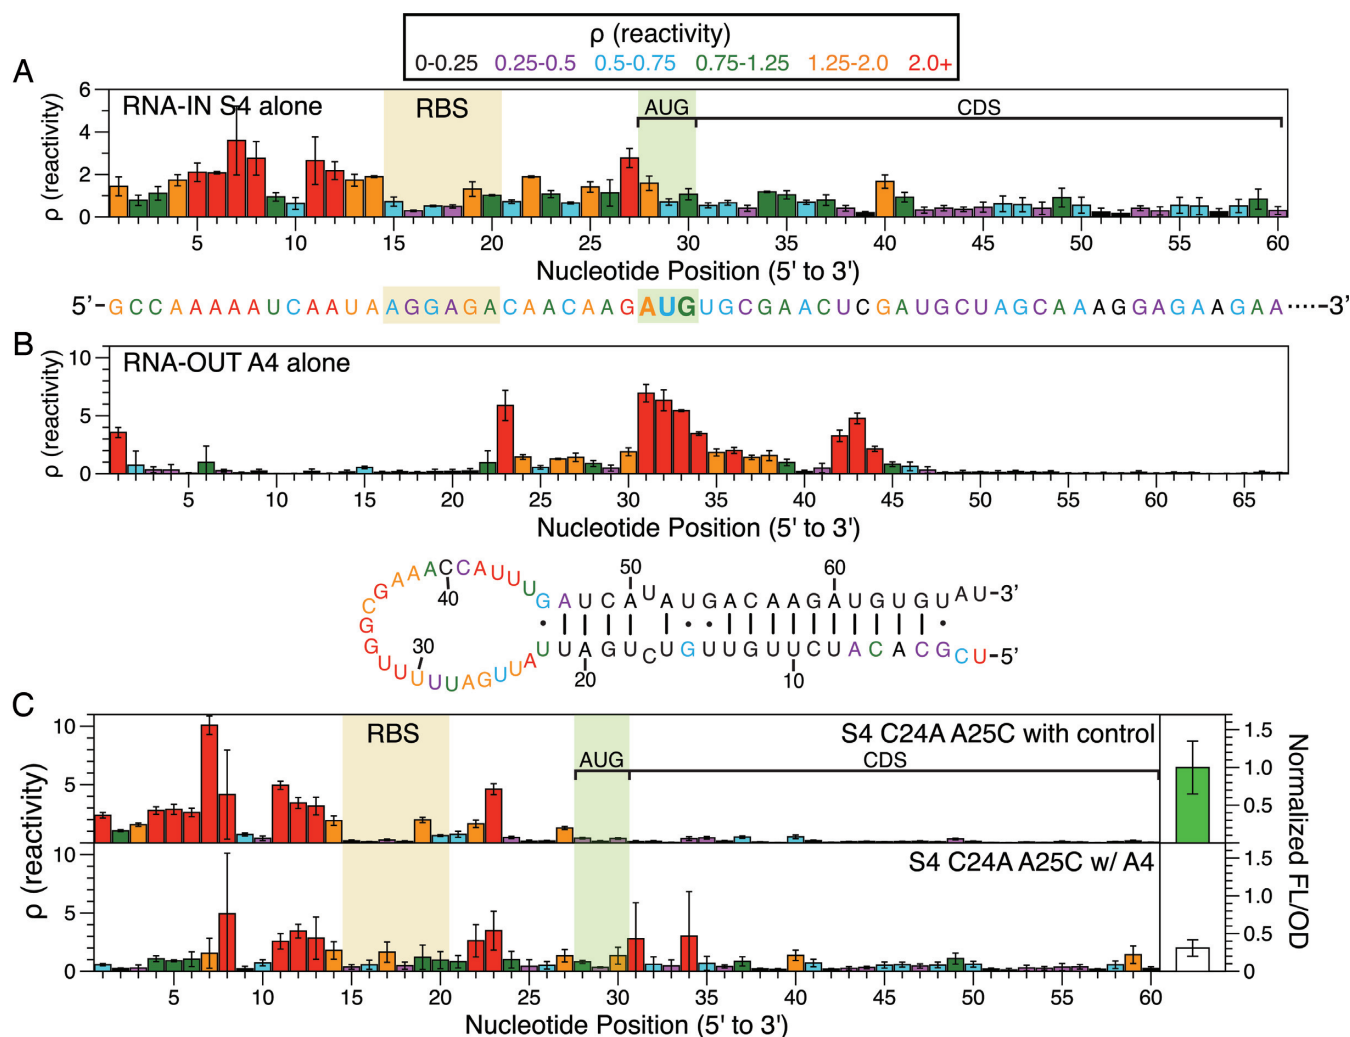 ρ (reactivity)
0-0.25 0.25-0.5 0.5-0.75 0.75-1.25 1.25-2.0 2.0+
A
RNA-IN S4 alone
RBS
AUG
CDS
ρ (reactivity)
6
4
2
0
5 10 15 20 25 30 35 40 45 50 55 60
Nucleotide Position (5' to 3')
5'-GCCAAAAAUCAAUAAGGAGACAACAAGAUGUGCGAACUCGAUGCUAGCAAAGGAGAAGAA·····-3'
B
RNA-OUT A4 alone
ρ (reactivity)
10
5
0
5 10 15 20 25 30 35 40 45 50 55 60 65
Nucleotide Position (5' to 3')
50 60
CGAAACCAUUUGAUCAUAUGACAAGAUGUGUAU-3'
40
30
GGUUUUUAGUUAUUAGUCUGUUGUUCUACACGCU-5'
20 10
C
RBS
S4 C24A A25C with control
AUG
CDS
10
5
1.5
1.0
0.5
S4 C24A A25C w/ A4
10
5
0
1.5
1.0
0.5
0
ρ (reactivity)
Normalized FL/OD
5 10 15 20 25 30 35 40 45 50 55 60
Nucleotide Position (5' to 3')